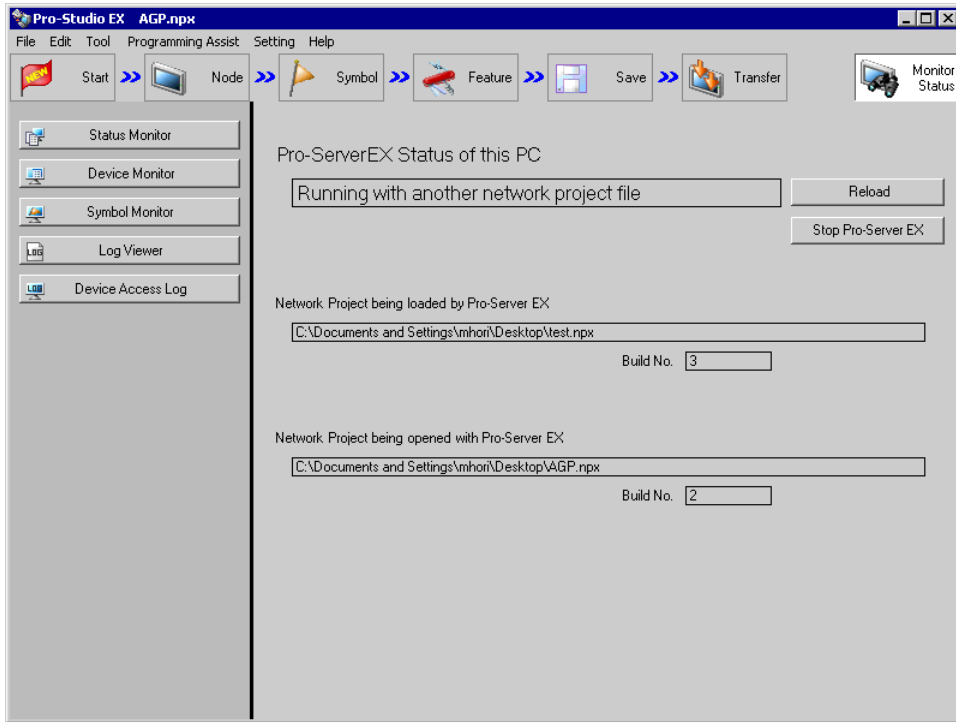 Pro-Studio EX AGP.npx
File Edit Tool Programming Assist Setting Help
NEW Start Node Symbol Feature Save Transfer Monitor Status
Status Monitor
Device Monitor
Symbol Monitor
LOG Log Viewer
LOG Device Access Log
Pro-ServerEX Status of this PC
Running with another network project file
Reload
Stop Pro-Server EX
Network Project being loaded by Pro-Server EX
C:\Documents and Settings\mhori\Desktop\test.npx
Build No. 3
Network Project being opened with Pro-Server EX
C:\Documents and Settings\mhori\Desktop\AGP.npx
Build No. 2